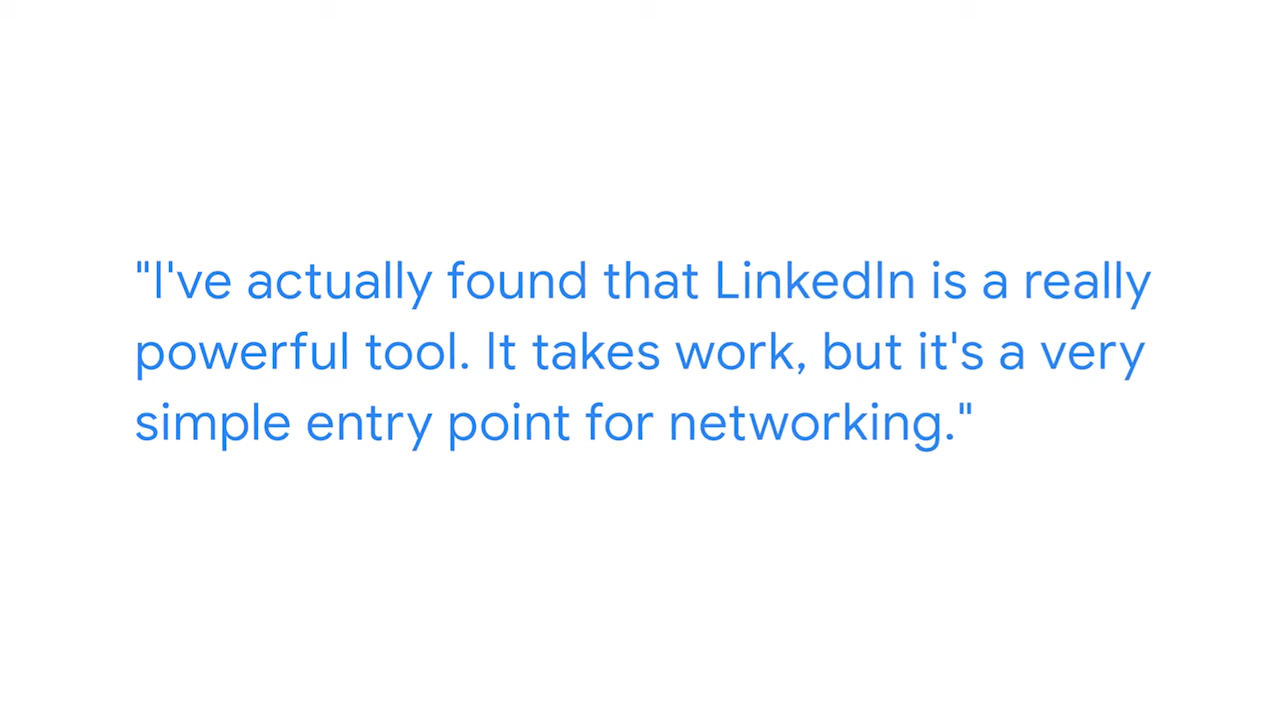 "I've actually found that LinkedIn is a really
powerful tool. It takes work, but it's a very
simple entry point for networking."